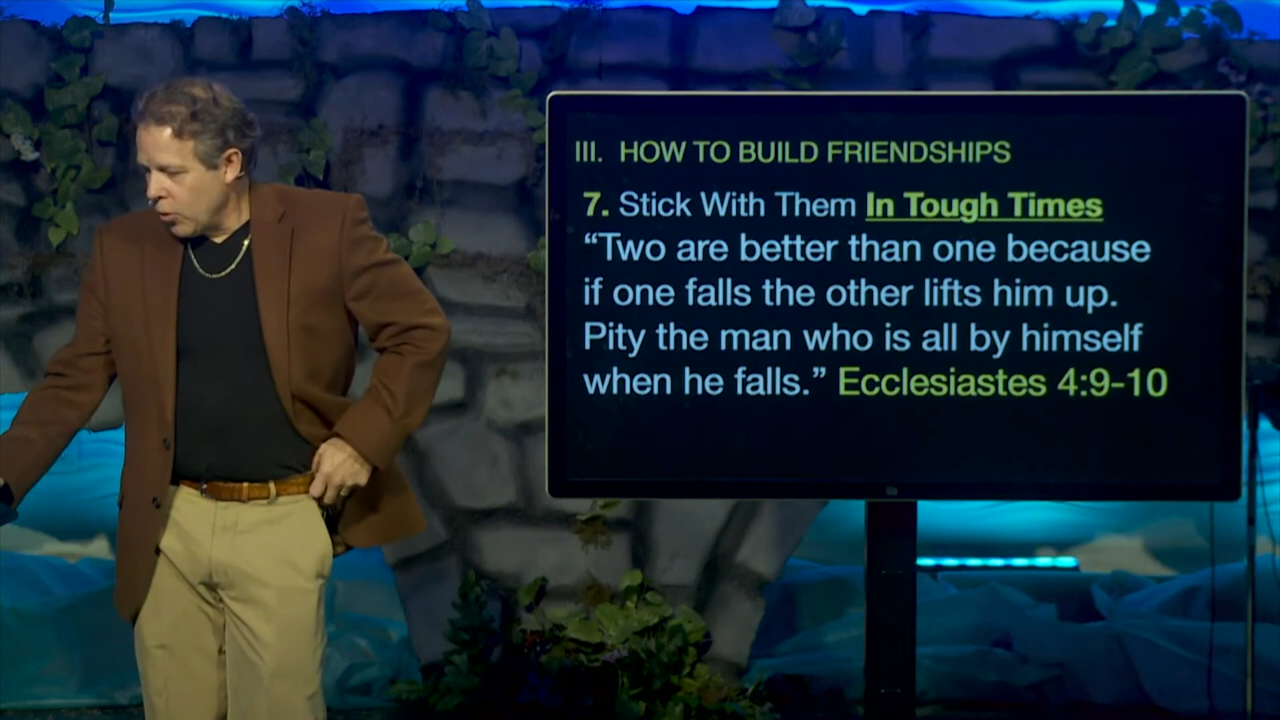 III. HOW TO BUILD FRIENDSHIPS
7. Stick With Them In Tough Times
“Two are better than one because
if one falls the other lifts him up.
Pity the man who is all by himself
when he falls.” Ecclesiastes 4:9-10